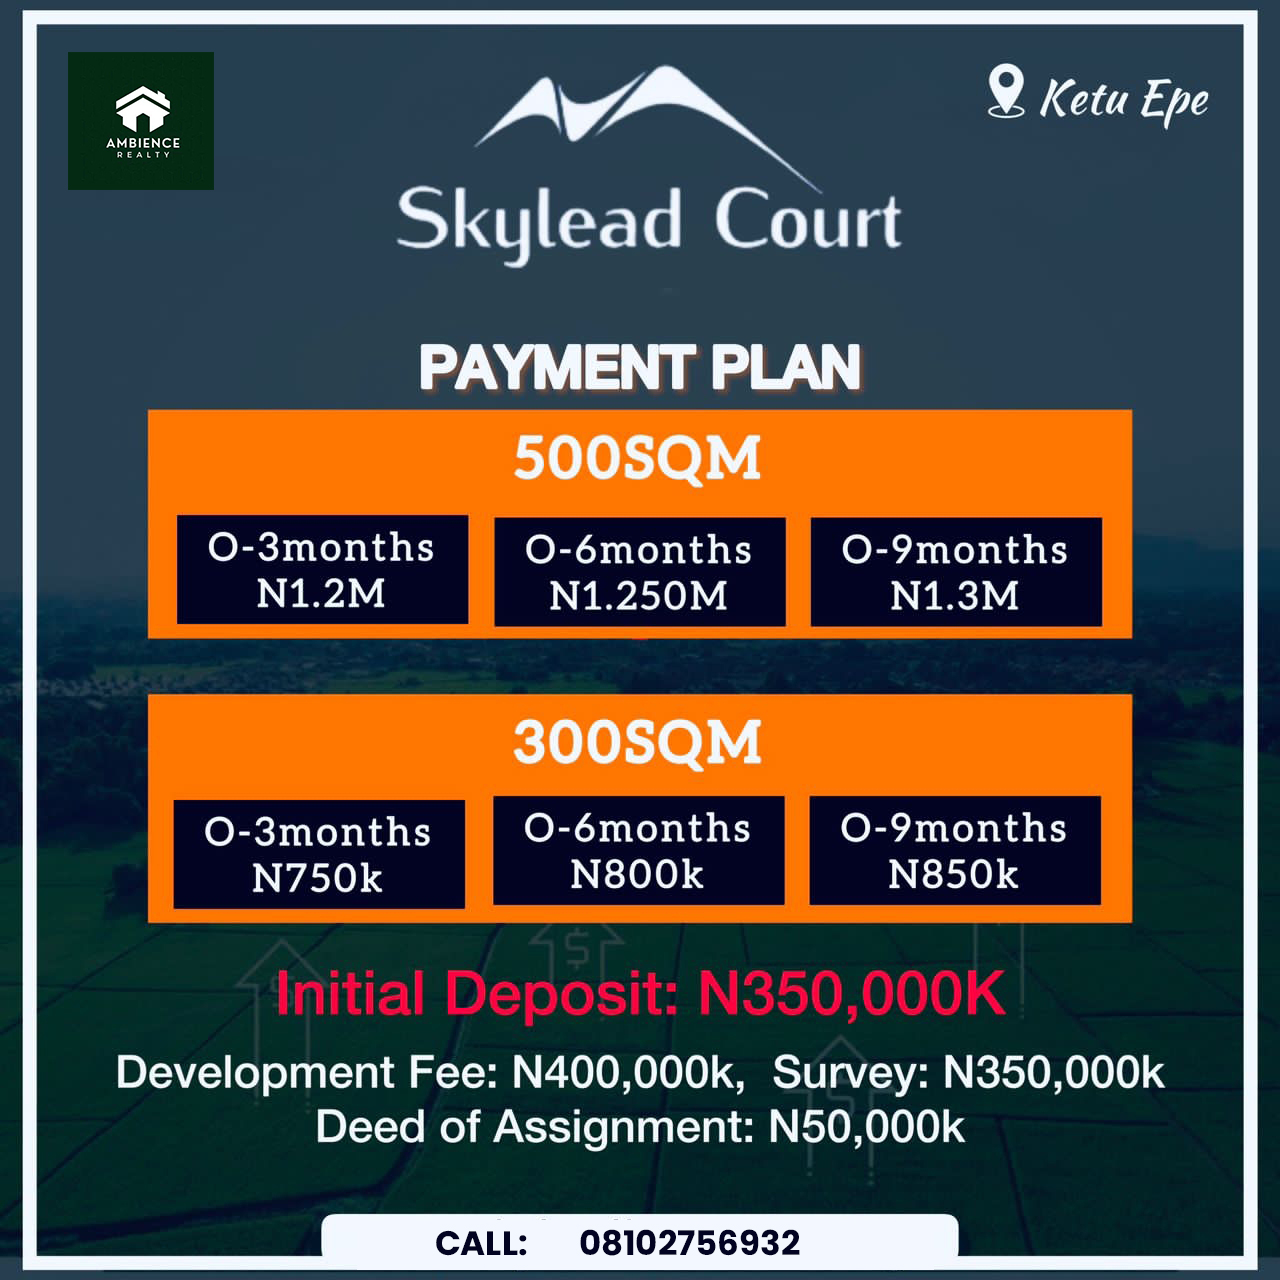 AMBIENCE
REALTY
Ketu Epe
Skylead Court
PAYMENT PLAN
500SQM
O-3months
N1.2M
O-6months
N1.250M
O-9months
N1.3M
300SQM
O-3months
N750k
O-6months
N800k
O-9months
N850k
Initial Deposit: N350,000K
Development Fee: N400,000k, Survey: N350,000k
Deed of Assignment: N50,000k
CALL: 08102756932